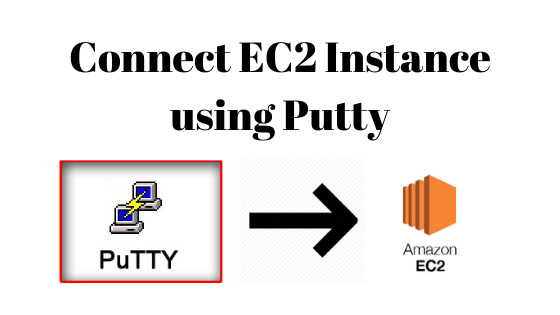 Connect EC2 Instance
using Putty
PuTTY
Amazon
EC2